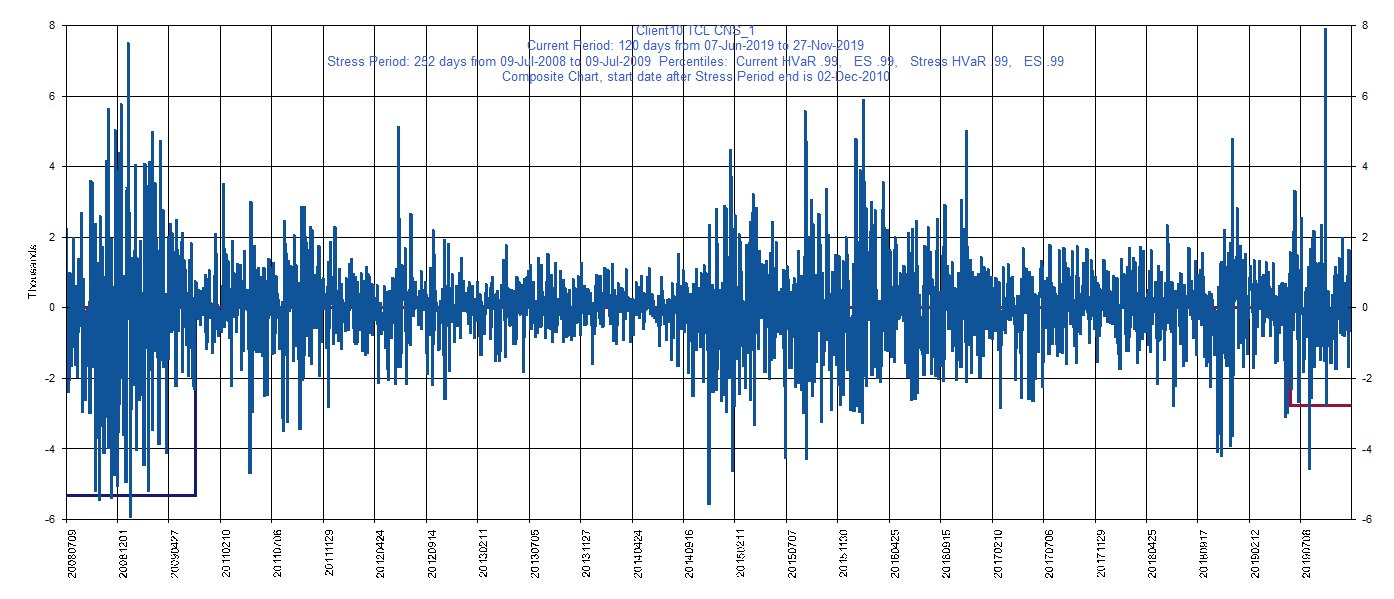 Client10 TCL CNS_1
Current Period: 120 days from 07-Jun-2019 to 27-Nov-2019
Stress Period: 252 days from 09-Jul-2008 to 09-Jul-2009 Percentiles: Current HVaR .99, ES .99, Stress HVaR .99, ES .99
Composite Chart, start date after Stress Period end is 02-Dec-2010
8 8
6 6
4 4
2 2
0 0
-2 -2
-4 -4
-6 -6
Thousands
20080709 20081201 20090427 20110210 20110706 20111129 20120424 20120914 20130211 20130705 20131127 20140424 20140916 20150211 20150707 20151130 20160425 20160915 20170210 20170706 20171129 20180425 20180917 20190212 20190708